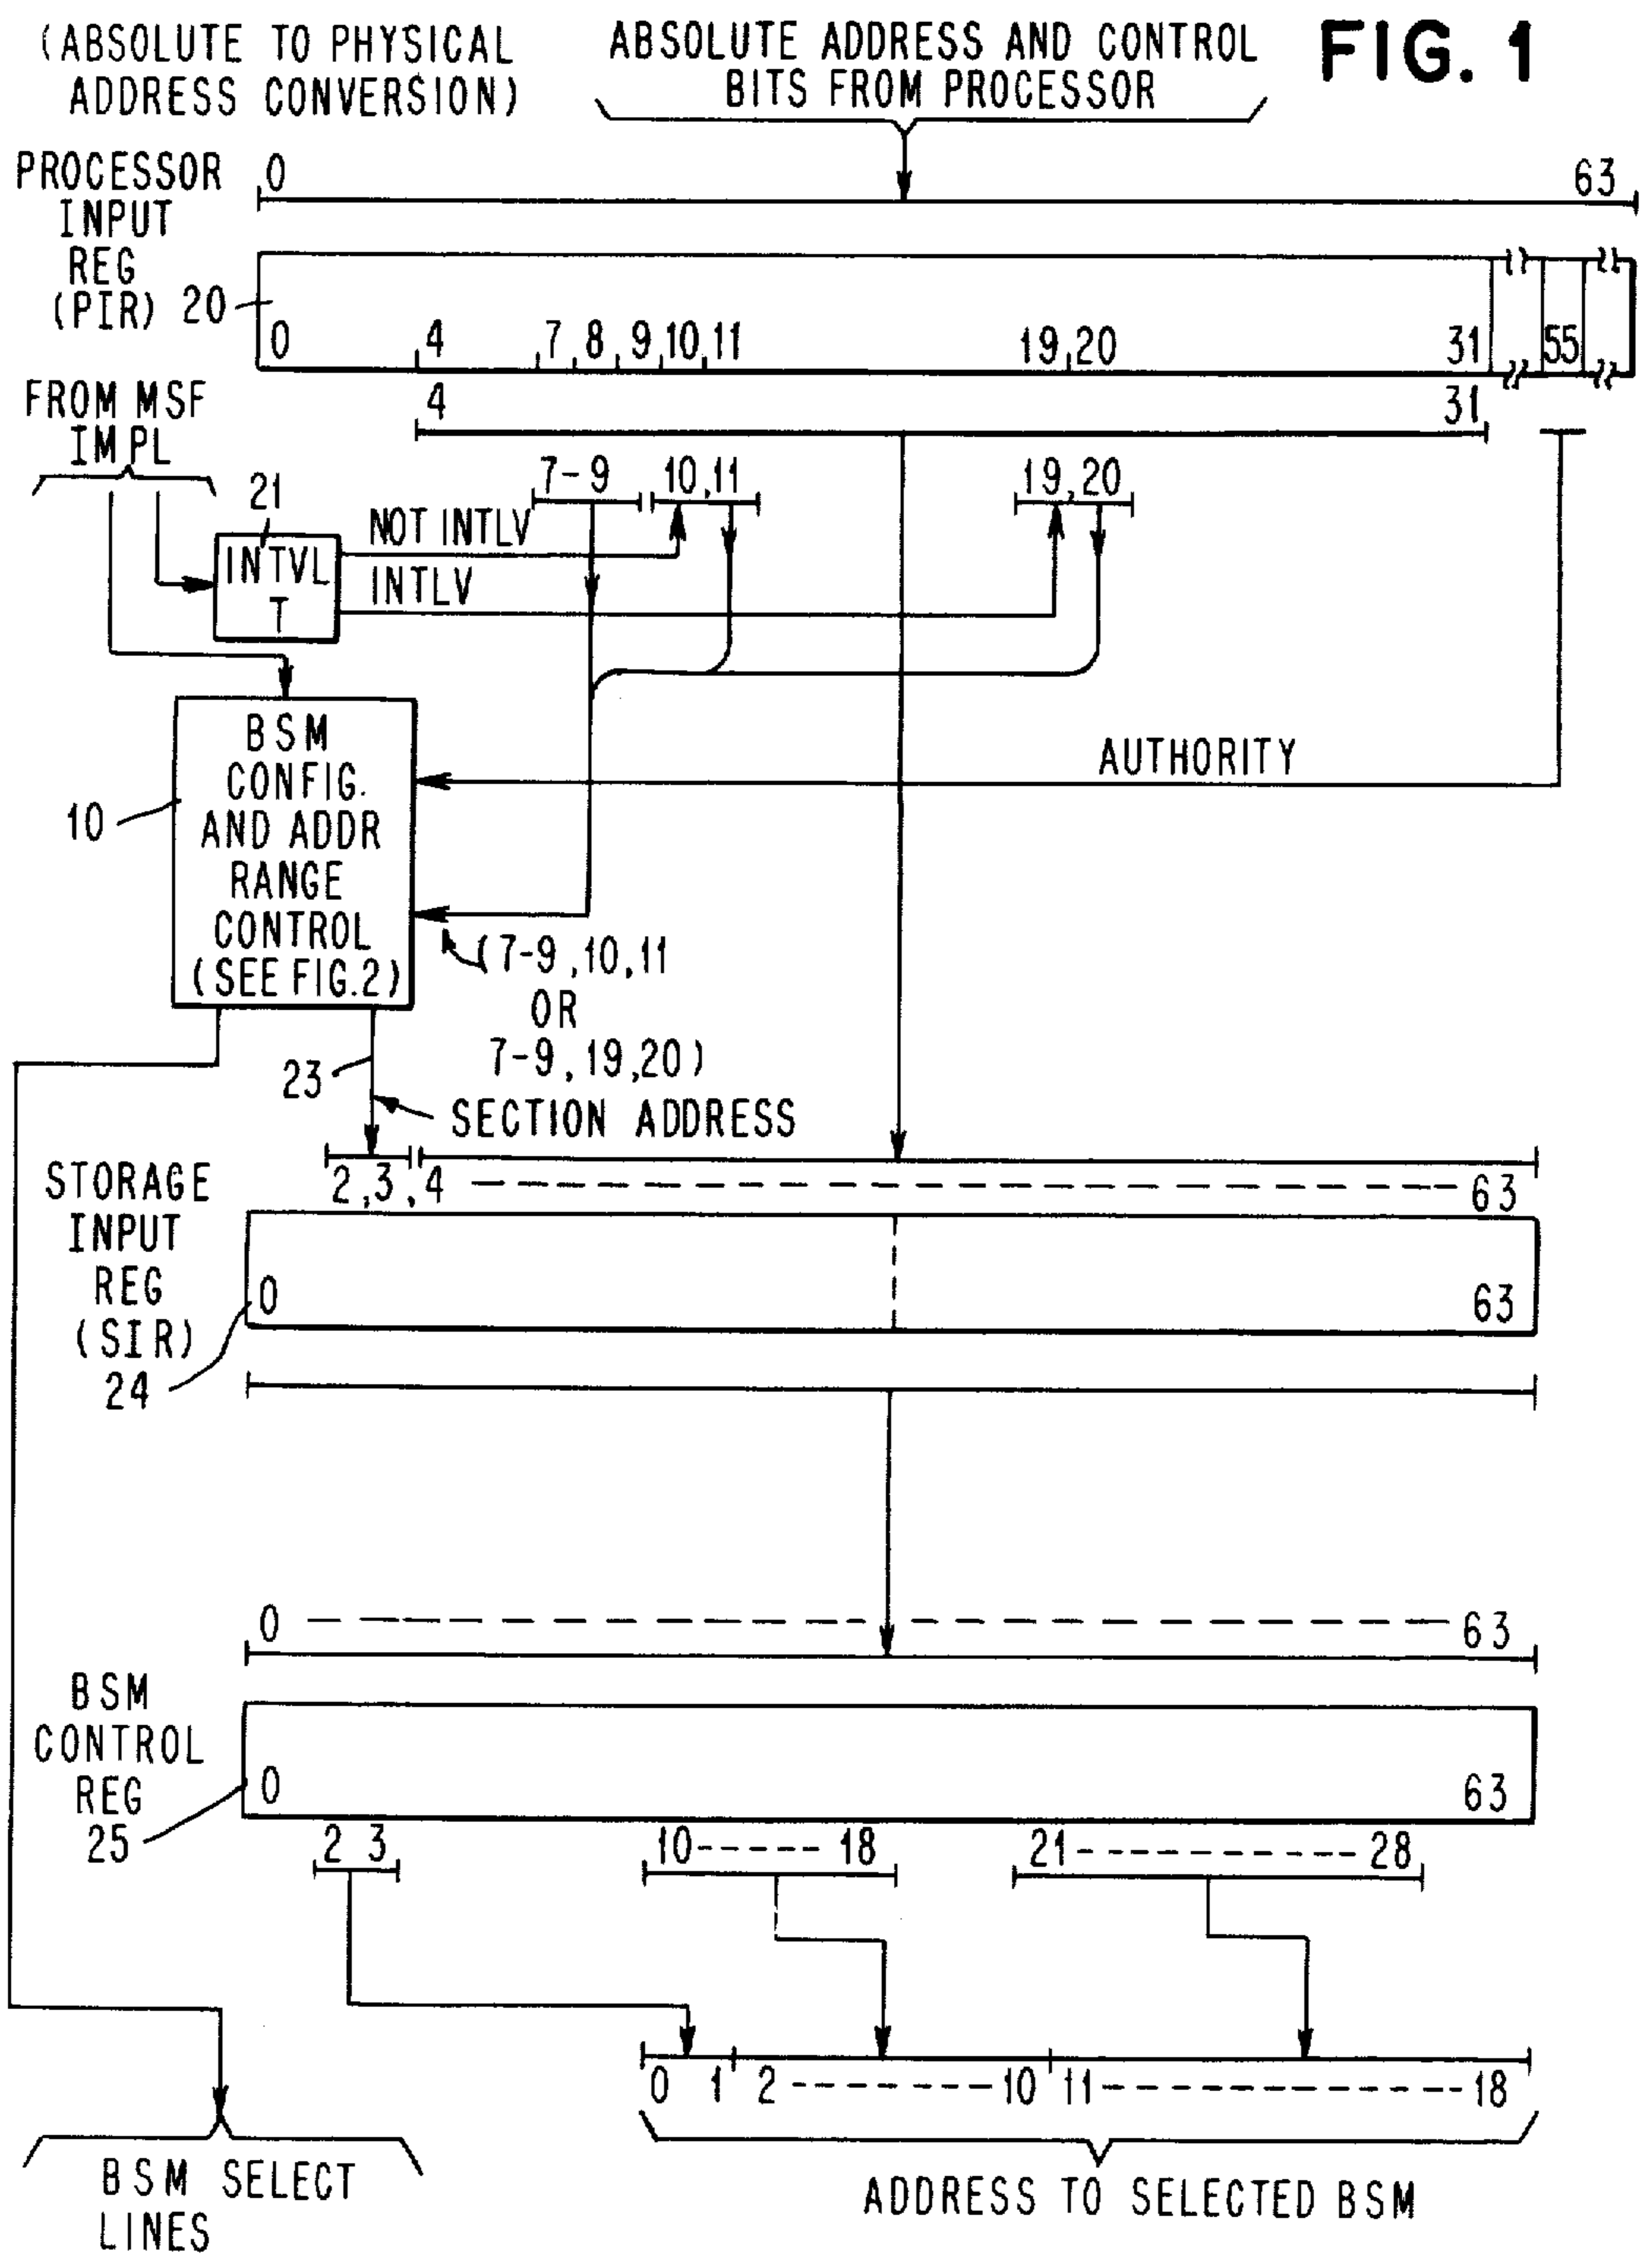 (ABSOLUTE TO PHYSICAL
ADDRESS CONVERSION)
ABSOLUTE ADDRESS AND CONTROL
BITS FROM PROCESSOR
FIG. 1
PROCESSOR
INPUT
REG
(PIR) 20
0 63
0 4 7 8 9 10 11 19,20 31 55
4 31
FROM MSF
IMPL
21
INTVL
T
NOT INTLV
INTLV
7-9 10,11 19,20
BSM
CONFIG.
AND ADDR
RANGE
CONTROL
(SEE FIG.2)
10
AUTHORITY
(7-9,10,11
OR
7-9,19,20)
23
SECTION ADDRESS
2,3,4 ---------------------- 63
STORAGE
INPUT
REG
(SIR)
24
0 63
0 ---------------------- 63
BSM
CONTROL
REG
25
0 63
2 3 10------18 21------------28
0 1 2 --------10 11--------------18
BSM SELECT
LINES
ADDRESS TO SELECTED BSM